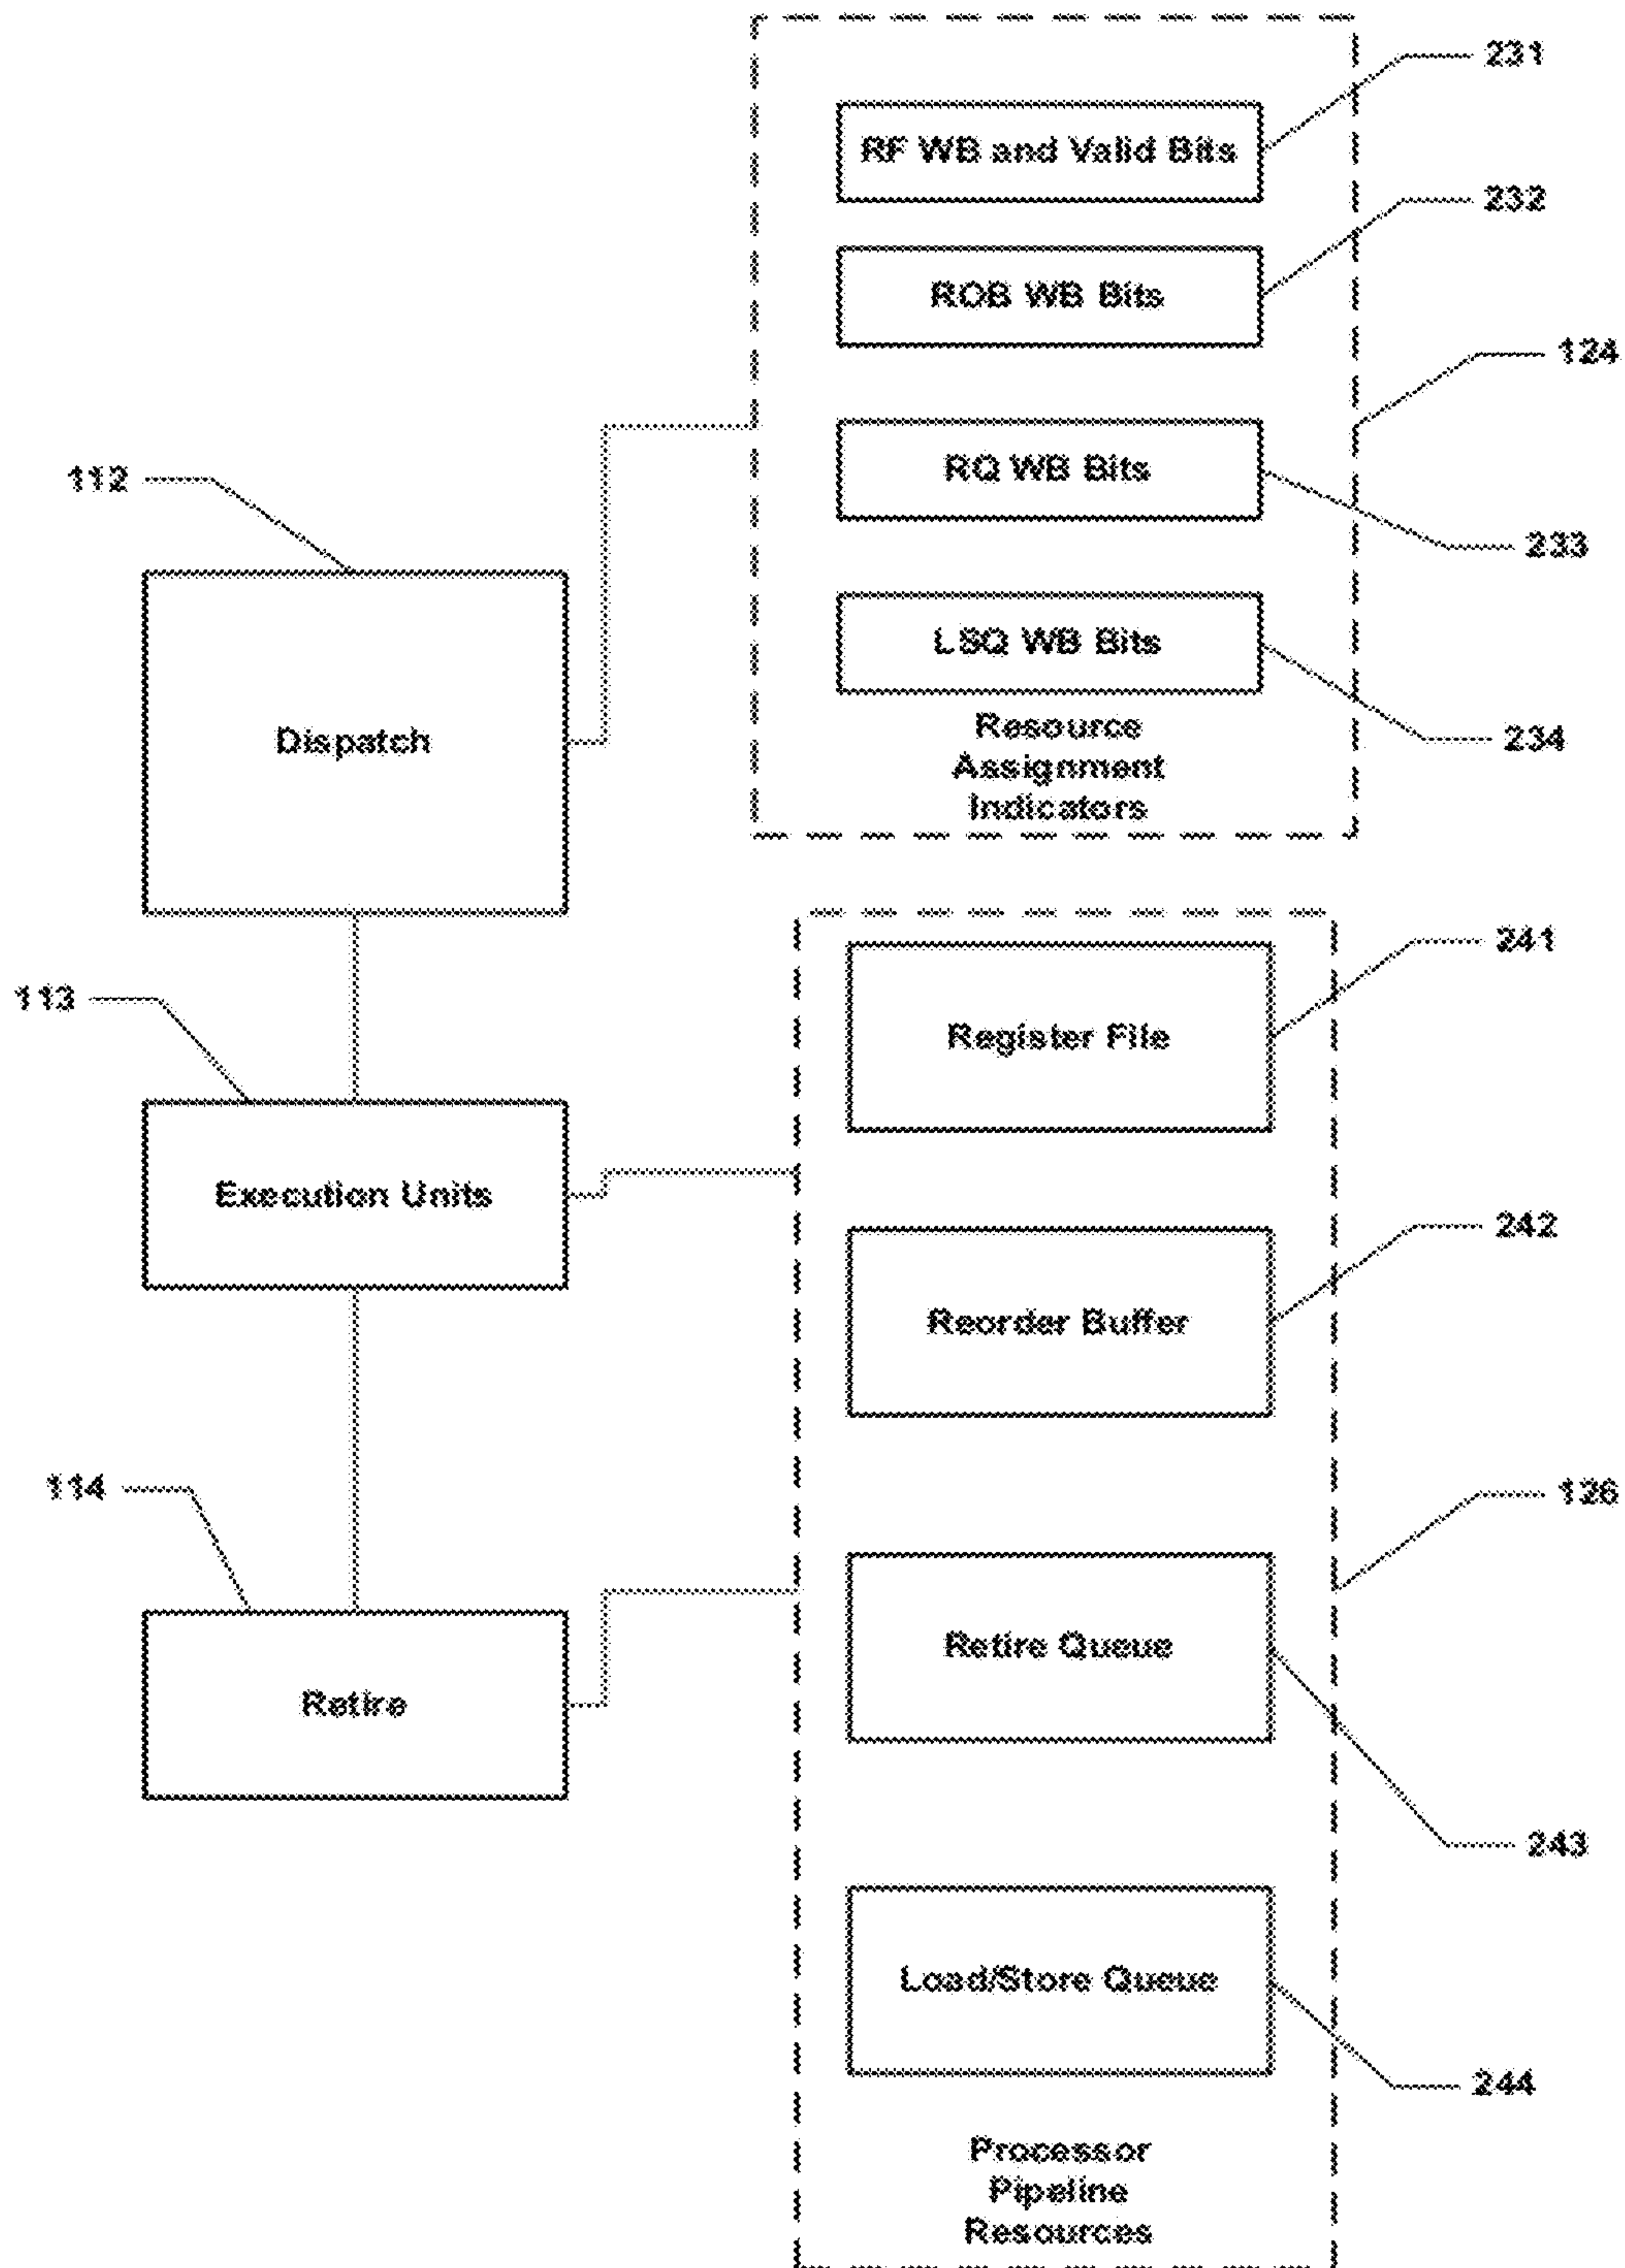 231
RF WB and Valid Bits
232
ROB WB Bits
124
RQ WB Bits
112
233
LSQ WB Bits
Resource
Assignment
Indicators
234
Dispatch
241
113
Register File
Execution Units
242
Reorder Buffer
114
126
Retire Queue
Retire
243
Load/Store Queue
244
Processor
Pipeline
Resources